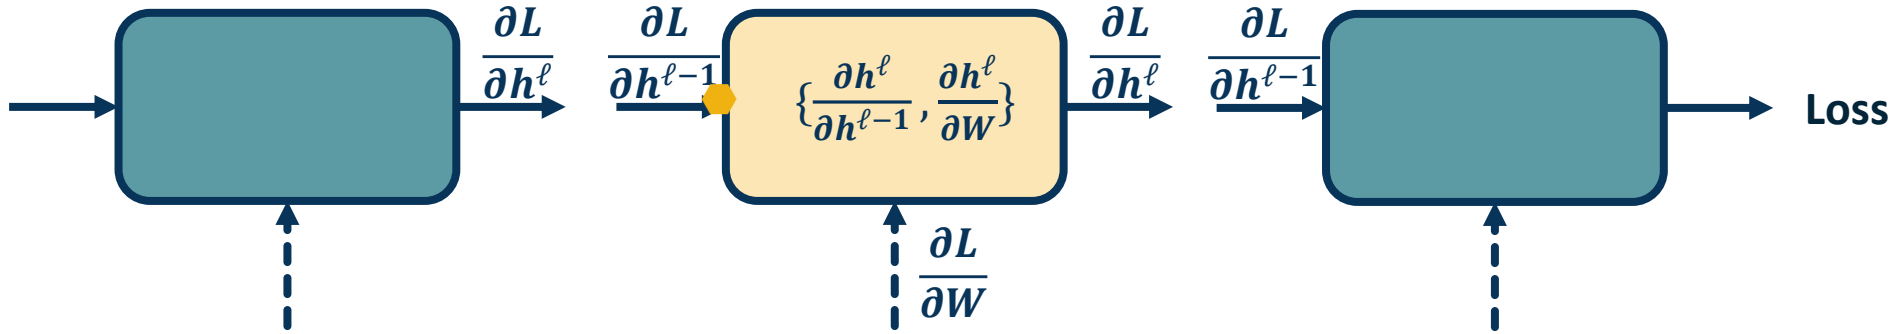 ∂L/∂h^ℓ
∂L/∂h^{ℓ−1}
{∂h^ℓ/∂h^{ℓ−1}, ∂h^ℓ/∂W}
∂L/∂h^ℓ
∂L/∂h^{ℓ−1}
Loss
∂L/∂W